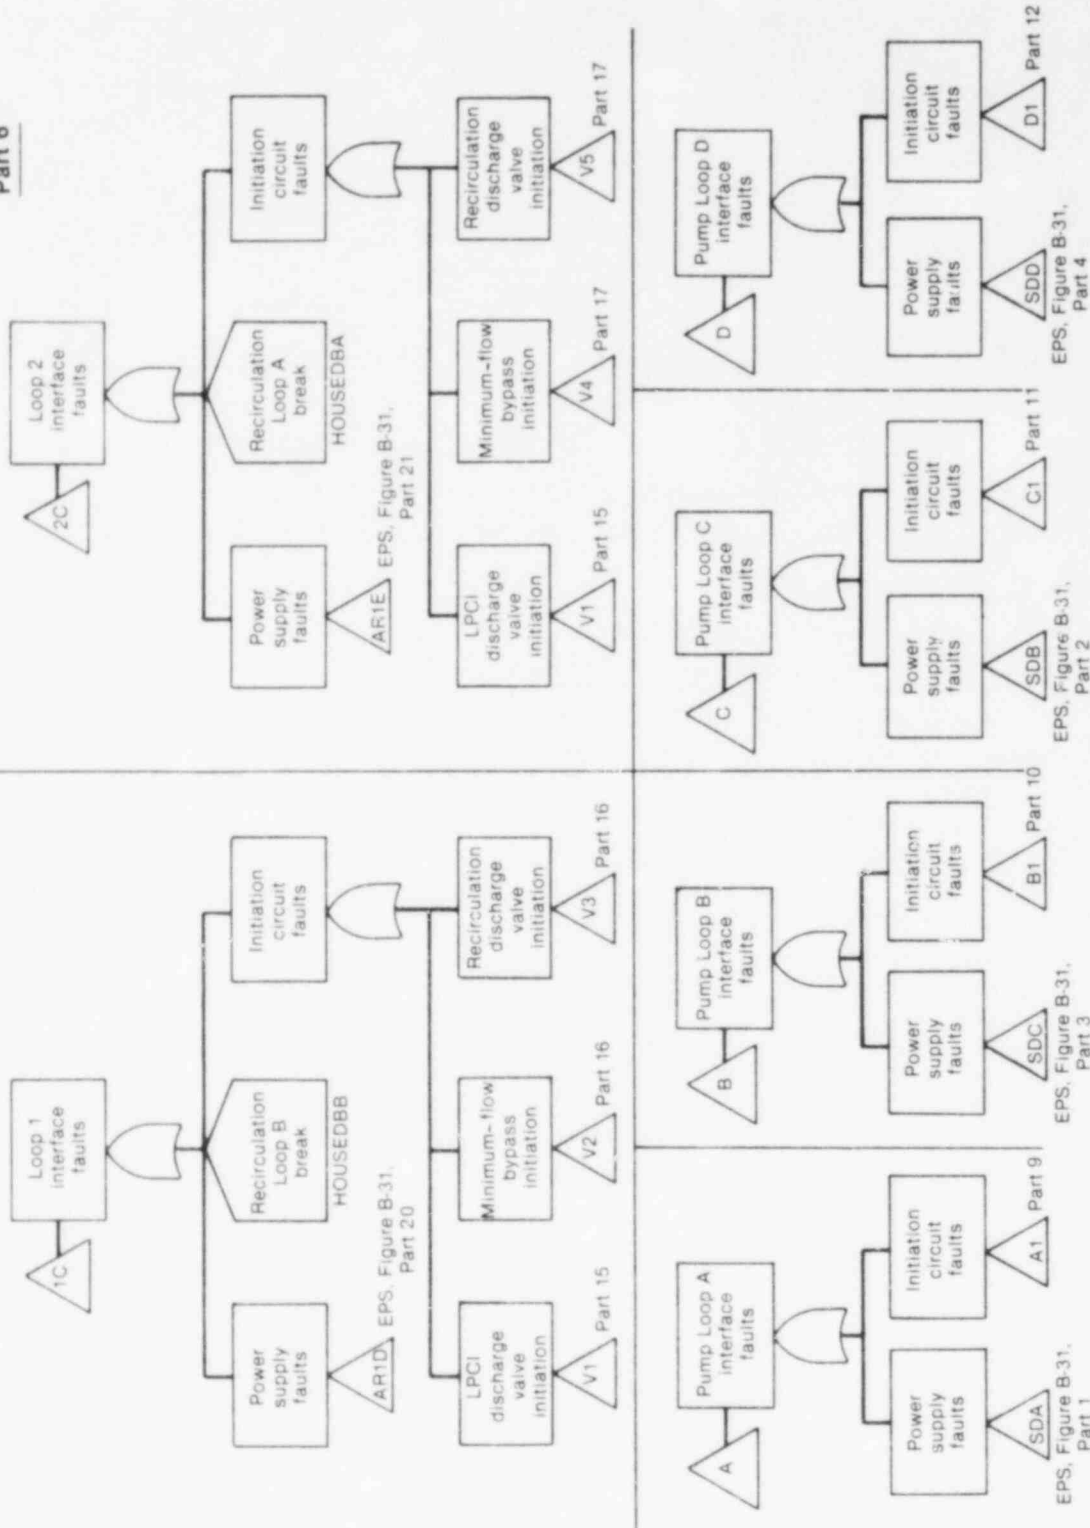 Part 6
Loop 1
interface
faults
1C
Power
supply
faults
AR1D
EPS, Figure B-31,
Part 20
Recirculation
Loop B
break
HOUSEDBB
Initiation
circuit
faults
LPCI
discharge
valve
initiation
V1
Part 15
Minimum-flow
bypass
initiation
V2
Part 16
Recirculation
discharge
valve
initiation
V3
Part 16
Loop 2
interface
faults
2C
Power
supply
faults
AR1E
EPS, Figure B-31,
Part 21
Recirculation
Loop A
break
HOUSEDBA
Initiation
circuit
faults
LPCI
discharge
valve
initiation
V1
Part 15
Minimum-flow
bypass
initiation
V4
Part 17
Recirculation
discharge
valve
initiation
V5
Part 17
Pump Loop A
interface
faults
A
Power
supply
faults
SDA
EPS, Figure B-31,
Part 1
Initiation
circuit
faults
A1
Part 9
Pump Loop B
interface
faults
B
Power
supply
faults
SDC
EPS, Figure B-31,
Part 3
Initiation
circuit
faults
B1
Part 10
Pump Loop C
interface
faults
C
Power
supply
faults
SDB
EPS, Figure B-31,
Part 2
Initiation
circuit
faults
C1
Part 11
Pump Loop D
interface
faults
D
Power
supply
faults
SDD
EPS, Figure B-31,
Part 4
Initiation
circuit
faults
D1
Part 12